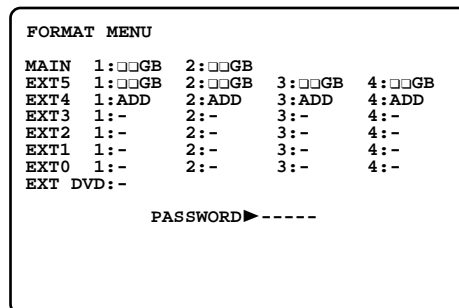 FORMAT MENU
MAIN 1:□□GB 2:□□GB
EXT5 1:□□GB 2:□□GB 3:□□GB 4:□□GB
EXT4 1:ADD 2:ADD 3:ADD 4:ADD
EXT3 1:- 2:- 3:- 4:-
EXT2 1:- 2:- 3:- 4:-
EXT1 1:- 2:- 3:- 4:-
EXT0 1:- 2:- 3:- 4:-
EXT DVD:-
PASSWORD▶-----